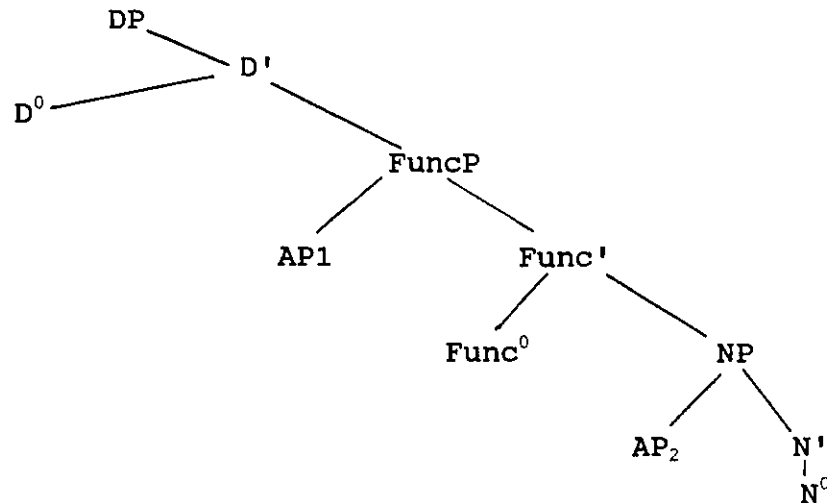 DP
D'
D⁰
FuncP
AP1 Func'
Func⁰ NP
AP₂ N'
N⁰